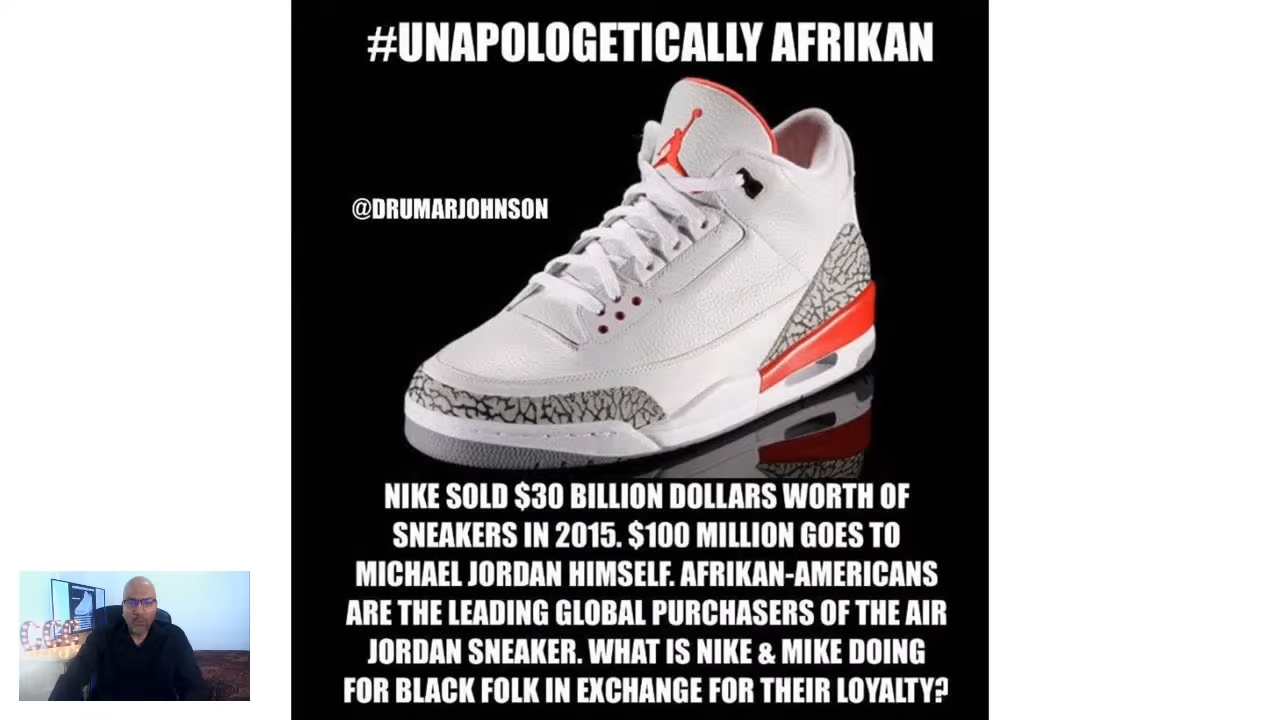 #UNAPOLOGETICALLY AFRIKAN
@DRUMARJOHNSON
NIKE SOLD $30 BILLION DOLLARS WORTH OF
SNEAKERS IN 2015. $100 MILLION GOES TO
MICHAEL JORDAN HIMSELF. AFRIKAN-AMERICANS
ARE THE LEADING GLOBAL PURCHASERS OF THE AIR
JORDAN SNEAKER. WHAT IS NIKE & MIKE DOING
FOR BLACK FOLK IN EXCHANGE FOR THEIR LOYALTY?